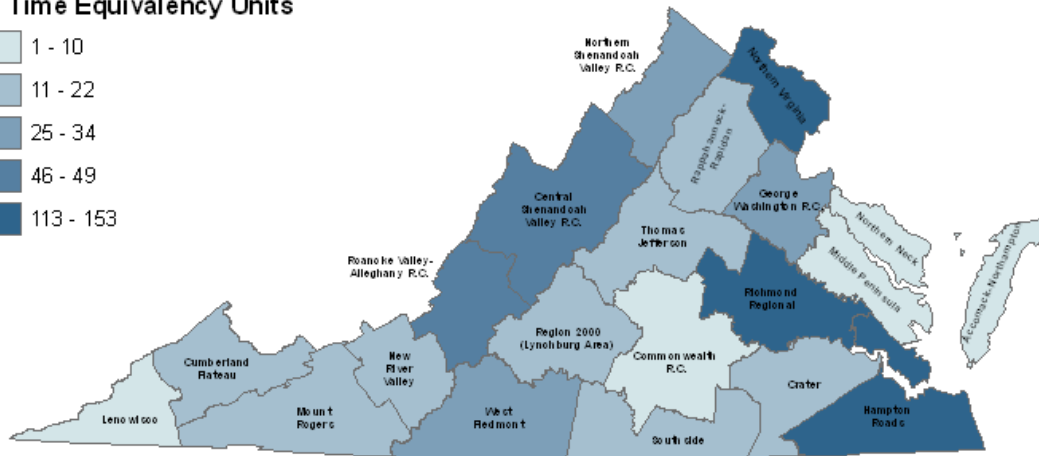 Time Equivalency Units
1 - 10
11 - 22
25 - 34
46 - 49
113 - 153
Northern
Shenandoah
Valley R.C.
Northern Virginia
Rappahannock-
Rapidan
Central
Shenandoah
Valley R.C.
George
Washington R.C.
Northern Neck
Thomas
Jefferson
Middle Peninsula
Accomack-Northampton
Roanoke Valley-
Alleghany R.C.
Richmond
Regional
Region 2000
(Lynchburg Area)
Commonwealth
R.C.
Cumberland
Plateau
New
River
Valley
Crater
Lenowisco
Mount
Rogers
West
Piedmont
Southside
Hampton
Roads